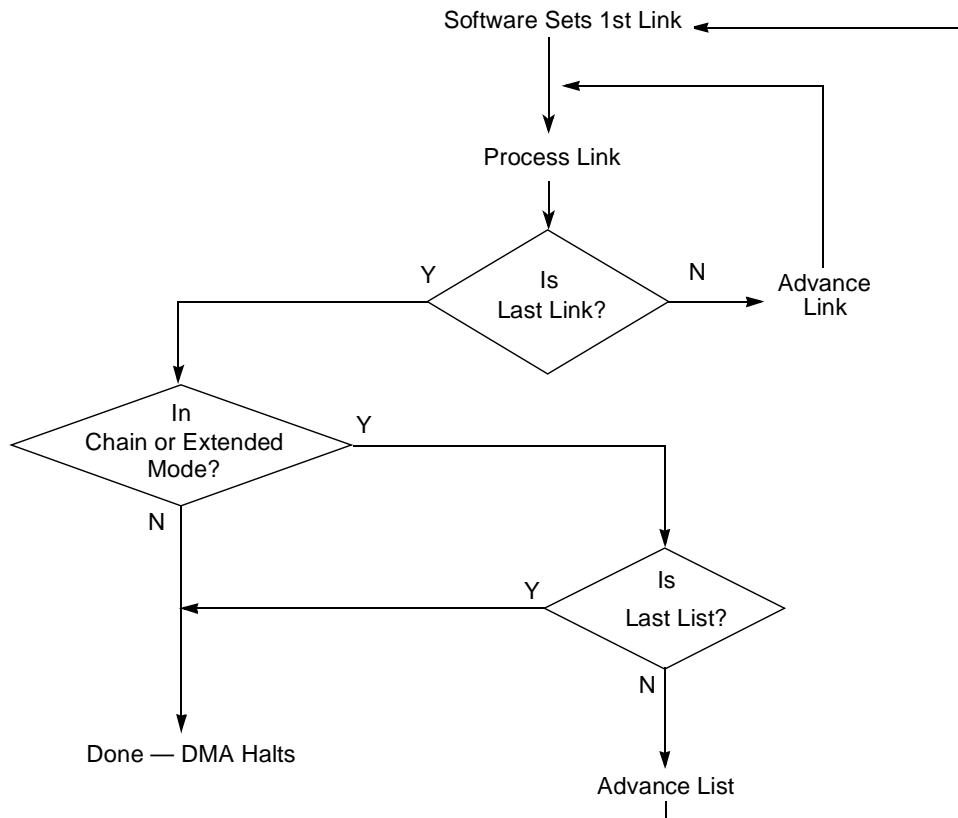 Software Sets 1st Link
Process Link
Y
Is
Last Link?
N
Advance
Link
In
Chain or Extended
Mode?
Y
N
Is
Last List?
Y
N
Done — DMA Halts
Advance List